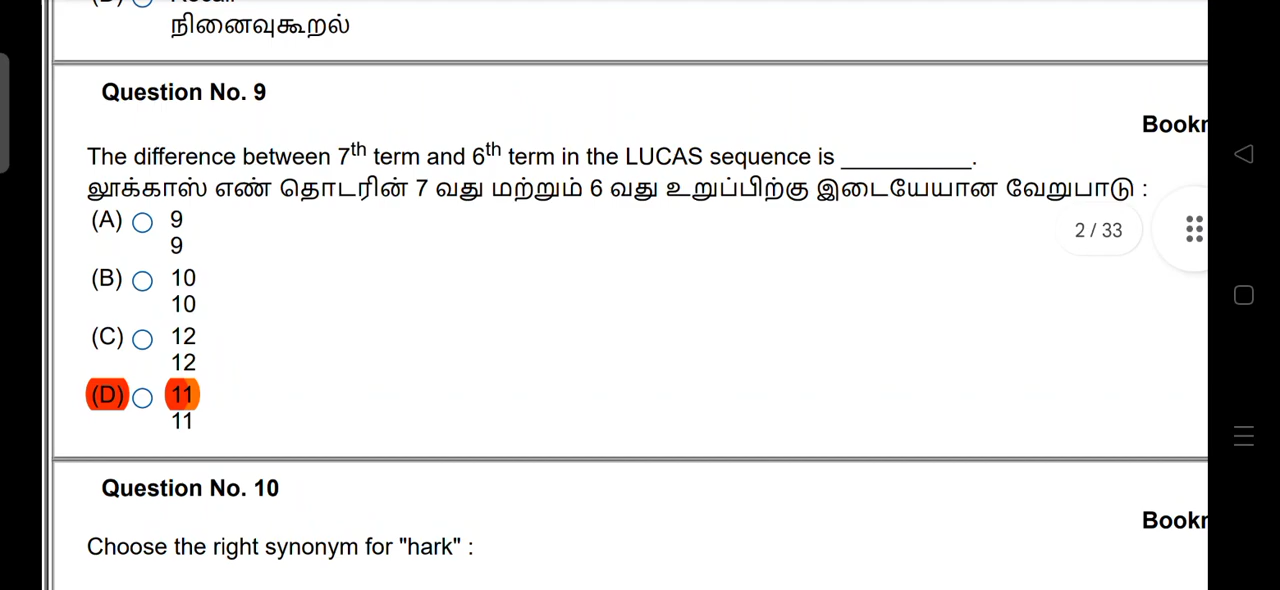 நினைவுகூறல்
Question No. 9
The difference between 7th term and 6th term in the LUCAS sequence is __________.
லூக்காஸ் எண் தொடரின் 7 வது மற்றும் 6 வது உறுப்பிற்கு இடையேயான வேறுபாடு :
(A) 9
9
2 / 33
(B) 10
10
(C) 12
12
(D) 11
11
Question No. 10
Choose the right synonym for "hark" :